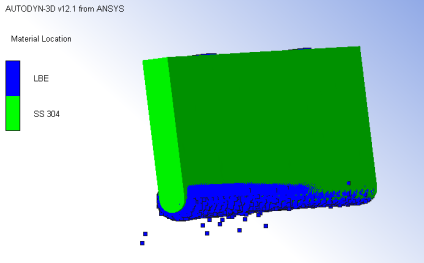 AUTODYN-3D v12.1 from ANSYS
Material Location
LBE
SS 304